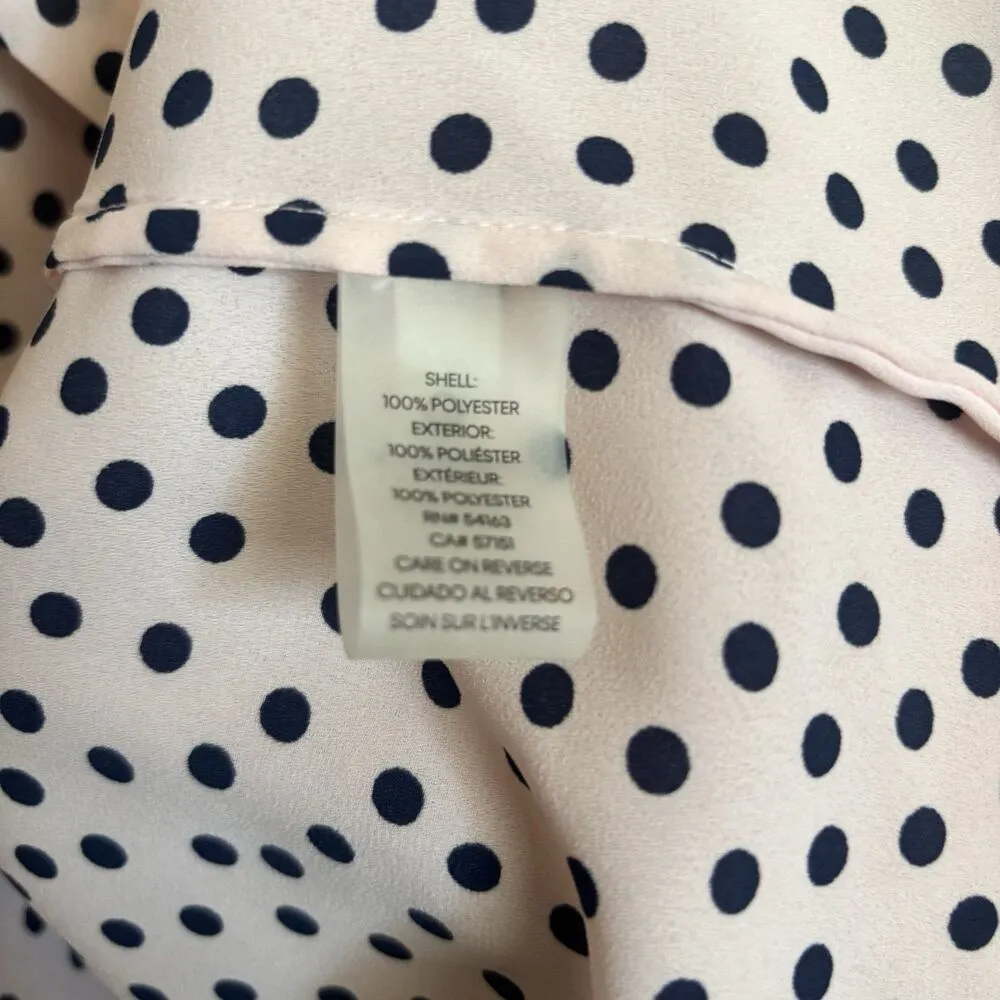 SHELL:
100% POLYESTER
EXTERIOR:
100% POLIÉSTER
EXTÉRIEUR:
100% POLYESTER
RN# 54163
CA# 57151
CARE ON REVERSE
CUIDADO AL REVERSO
SOIN SUR L'INVERSE